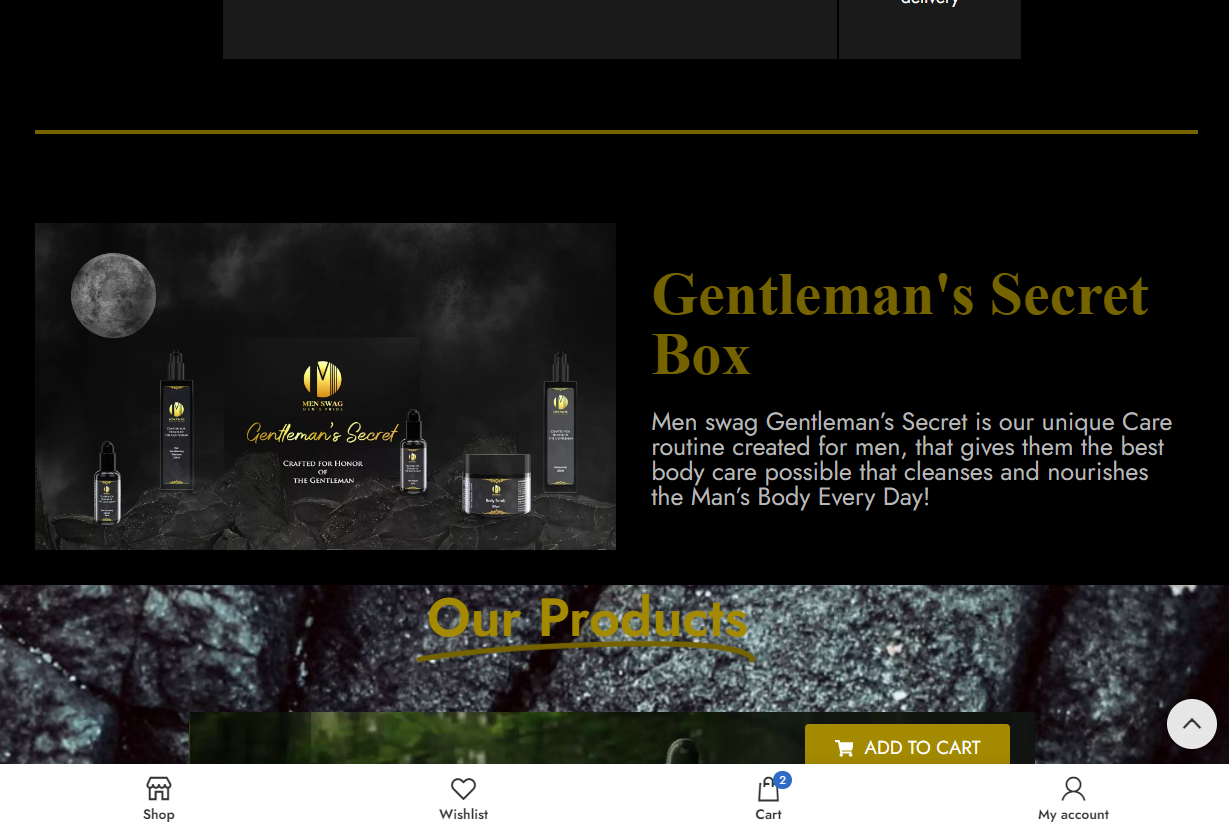 delivery
MEN SWAG
MEN'S PRIDE
Gentleman's Secret
CRAFTED FOR HONOR
OF
THE GENTLEMAN
Body Scrub
Gentleman's Secret
Box
Men swag Gentleman’s Secret is our unique Care
routine created for men, that gives them the best
body care possible that cleanses and nourishes
the Man’s Body Every Day!
Our Products
ADD TO CART
2
Shop
Wishlist
Cart
My account